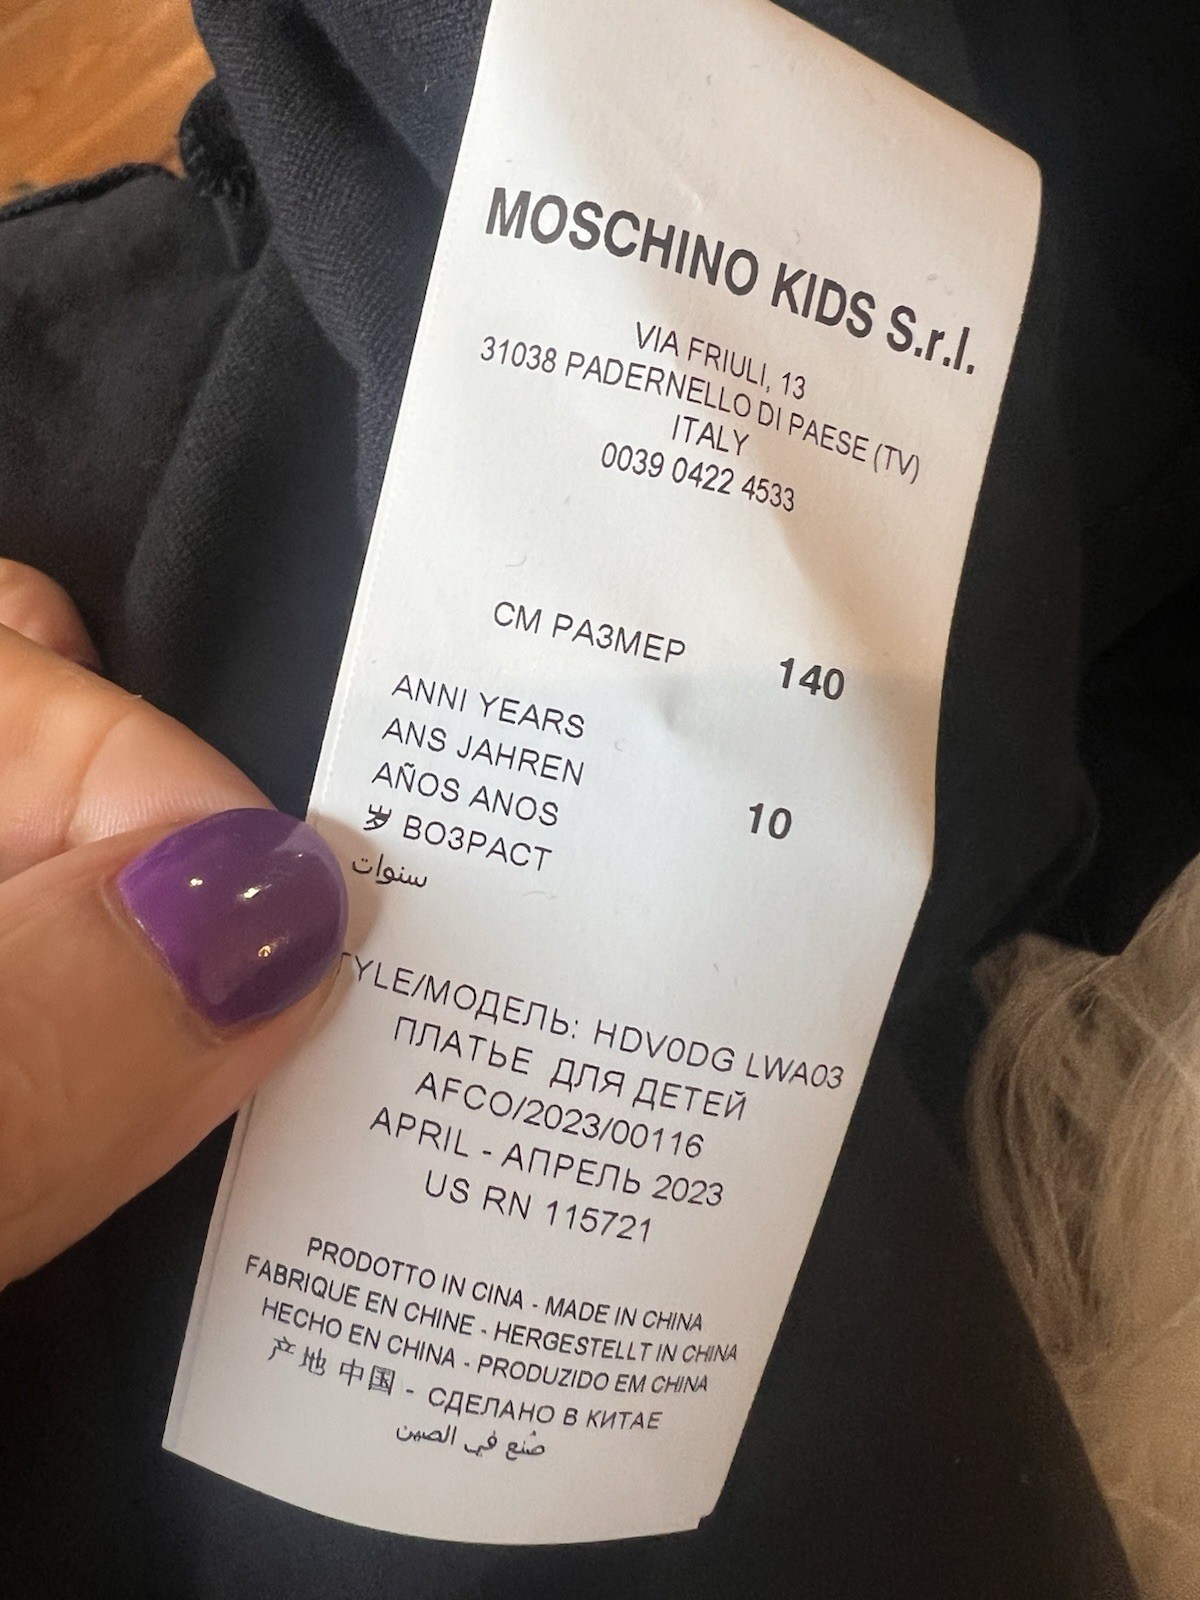 MOSCHINO KIDS S.r.l.
VIA FRIULI, 13
31038 PADERNELLO DI PAESE (TV)
ITALY
0039 0422 4533
CM РАЗМЕР 140
ANNI YEARS
ANS JAHREN
AÑOS ANOS 10
岁 ВОЗРАСТ
سنوات
TYLE/МОДЕЛЬ: HDV0DG LWA03
ПЛАТЬЕ ДЛЯ ДЕТЕЙ
AFCO/2023/00116
APRIL - АПРЕЛЬ 2023
US RN 115721
PRODOTTO IN CINA - MADE IN CHINA
FABRIQUE EN CHINE - HERGESTELLT IN CHINA
HECHO EN CHINA - PRODUZIDO EM CHINA
产地 中国 - СДЕЛАНО В КИТАЕ
صُنع في الصين